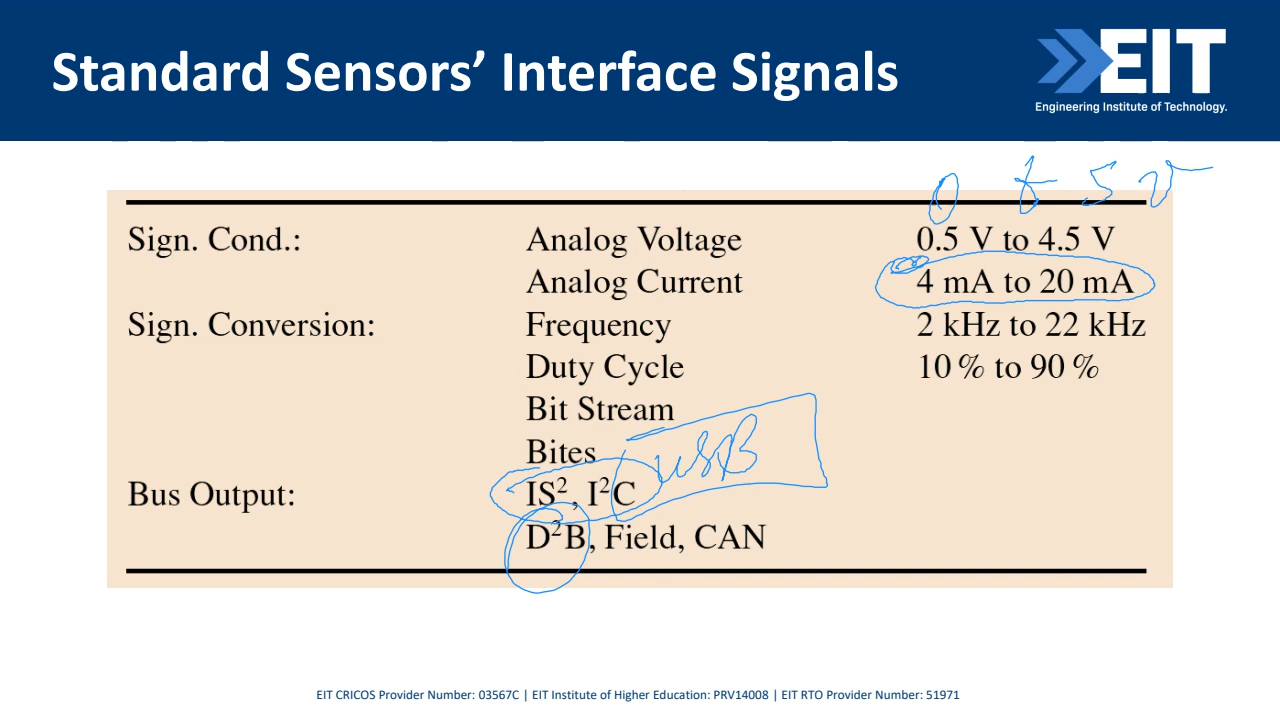 Standard Sensors’ Interface Signals
EIT
Engineering Institute of Technology.
0 t 5 V
Sign. Cond.: Analog Voltage 0.5 V to 4.5 V
Analog Current 4 mA to 20 mA
Sign. Conversion: Frequency 2 kHz to 22 kHz
Duty Cycle 10 % to 90 %
Bit Stream
Bites
USB
Bus Output: IS², I²C
D²B, Field, CAN
EIT CRICOS Provider Number: 03567C | EIT Institute of Higher Education: PRV14008 | EIT RTO Provider Number: 51971